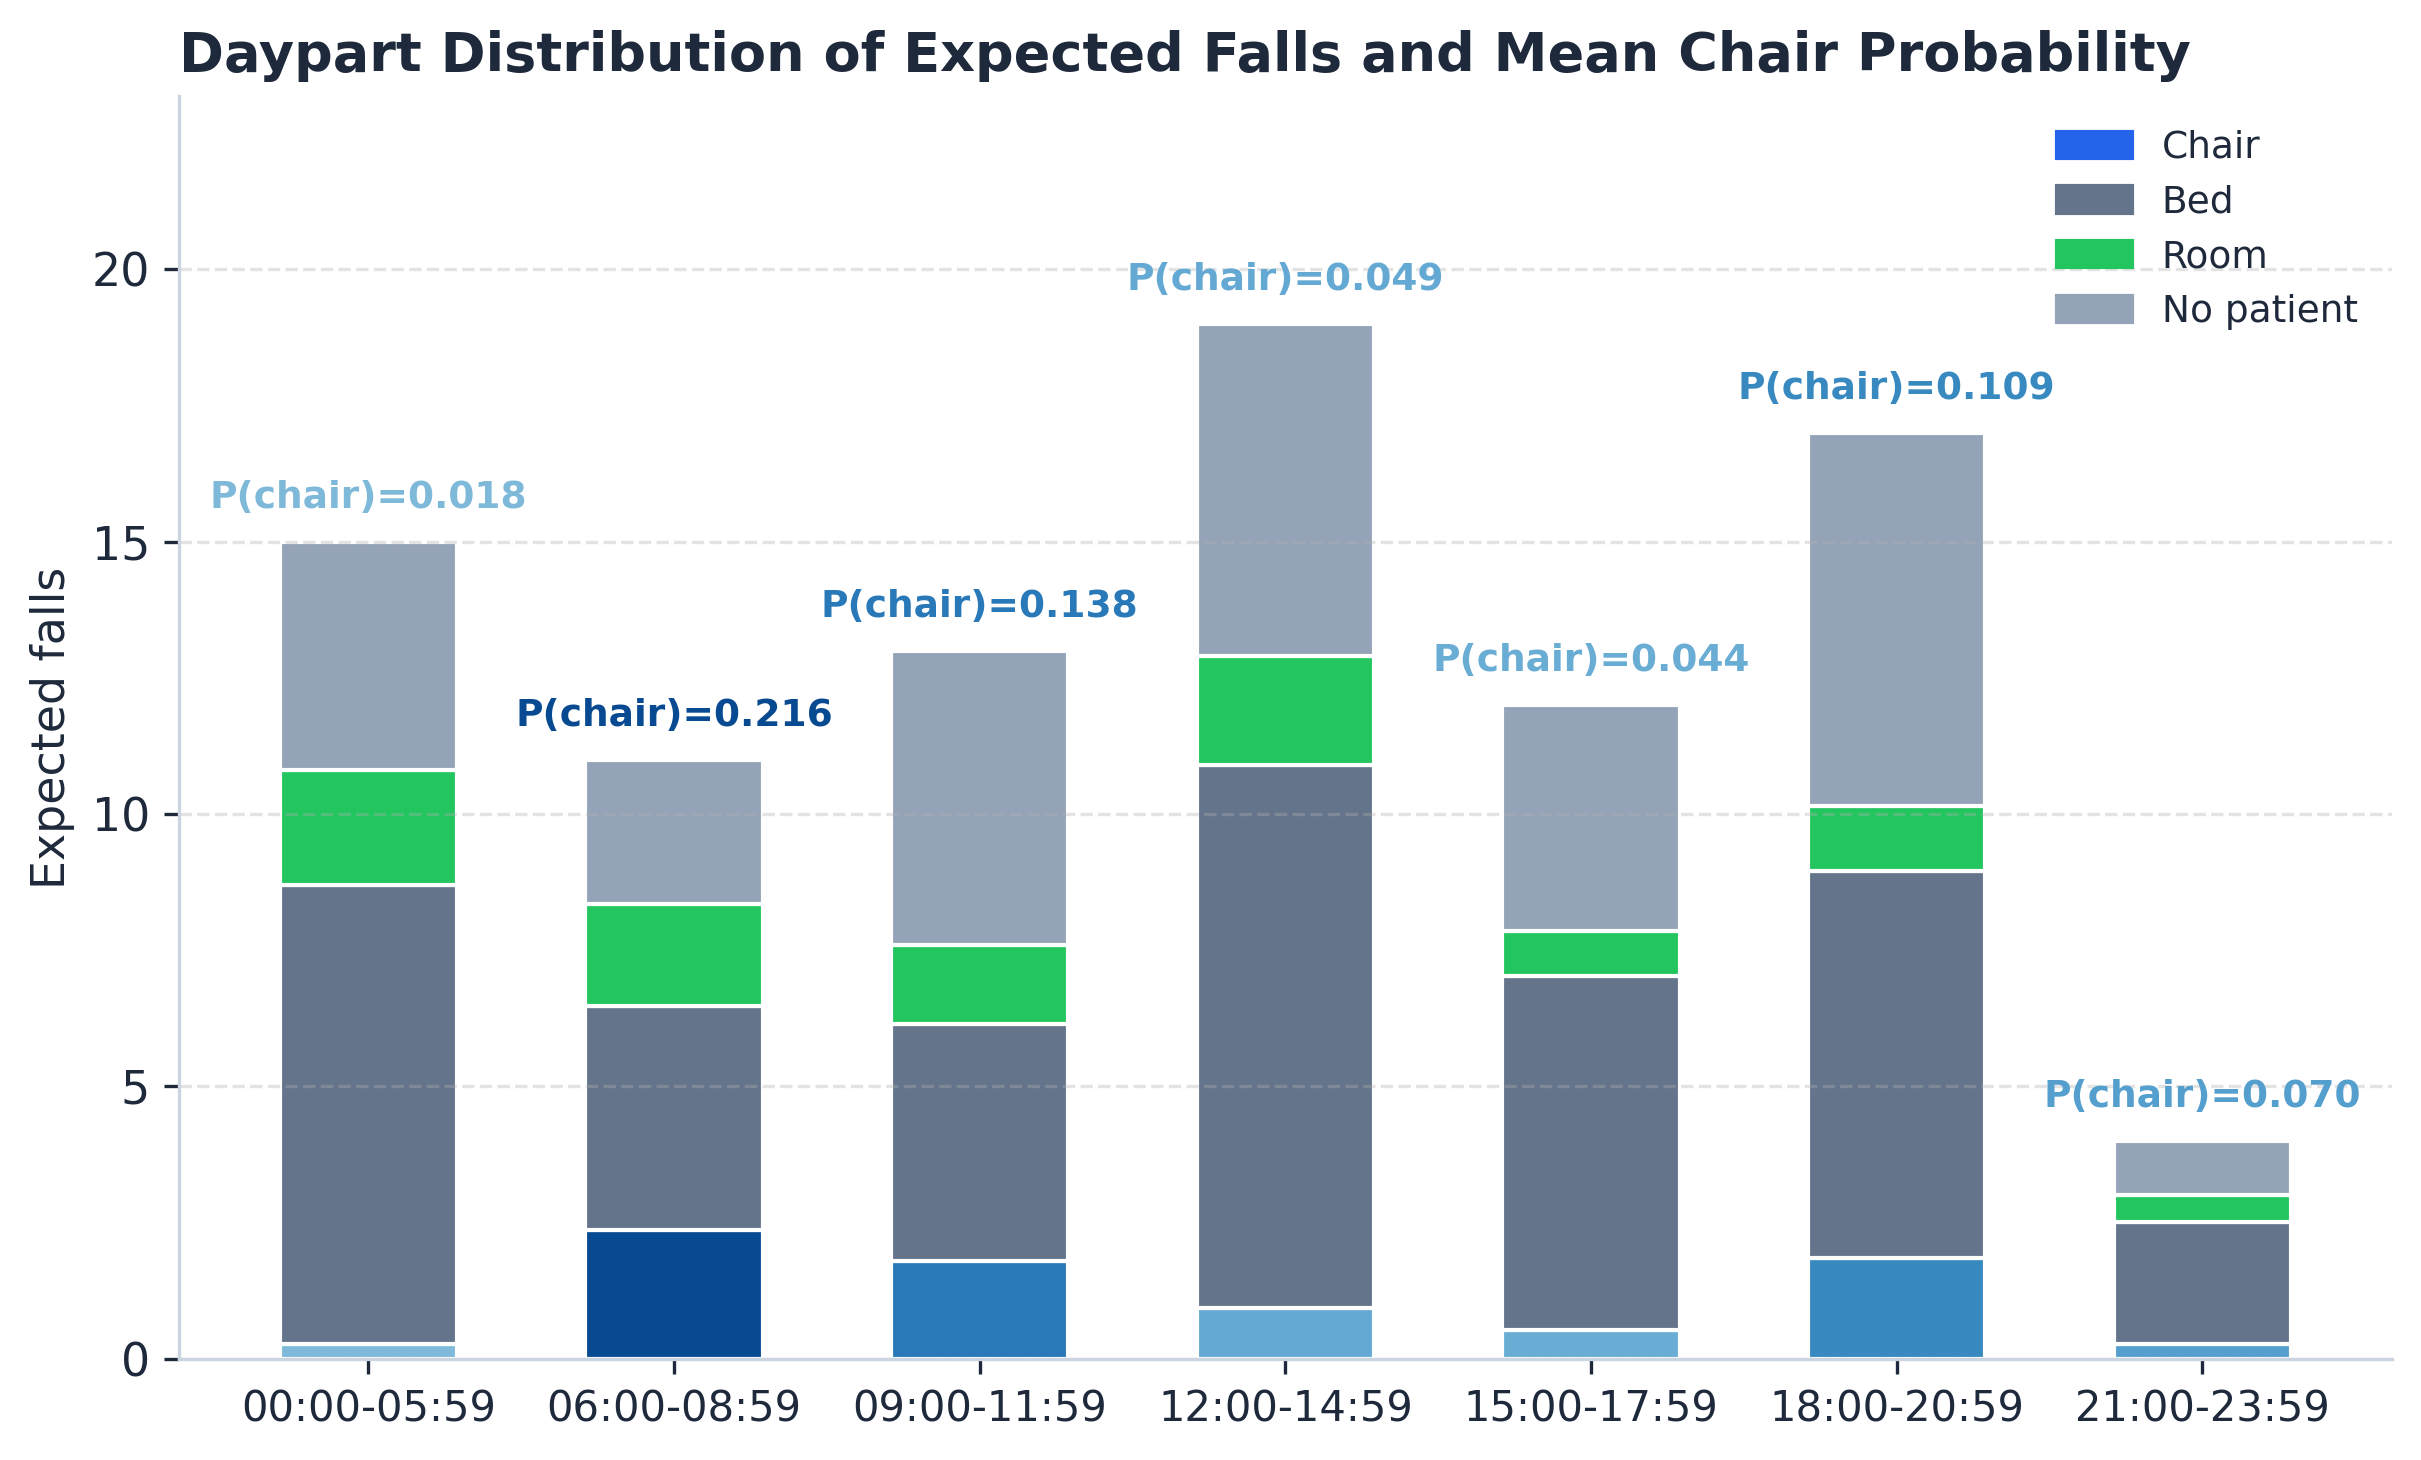 Daypart Distribution of Expected Falls and Mean Chair Probability
Chair
Bed
Room
No patient
Expected falls
20
15
10
5
0
P(chair)=0.018
P(chair)=0.216
P(chair)=0.138
P(chair)=0.049
P(chair)=0.044
P(chair)=0.109
P(chair)=0.070
00:00-05:59 06:00-08:59 09:00-11:59 12:00-14:59 15:00-17:59 18:00-20:59 21:00-23:59